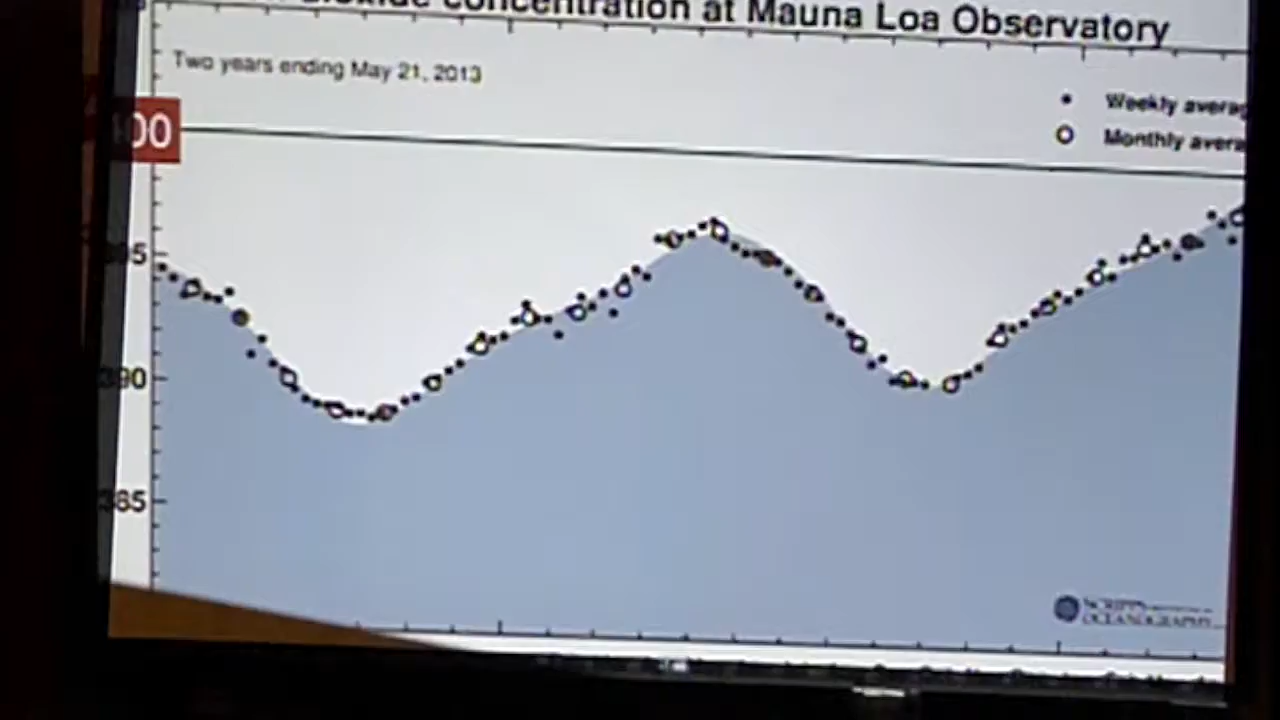 concentration at Mauna Loa Observatory
Two years ending May 21, 2013
Weekly averag
00
Monthly avera
95
390
385
OCEANOGRAPHY